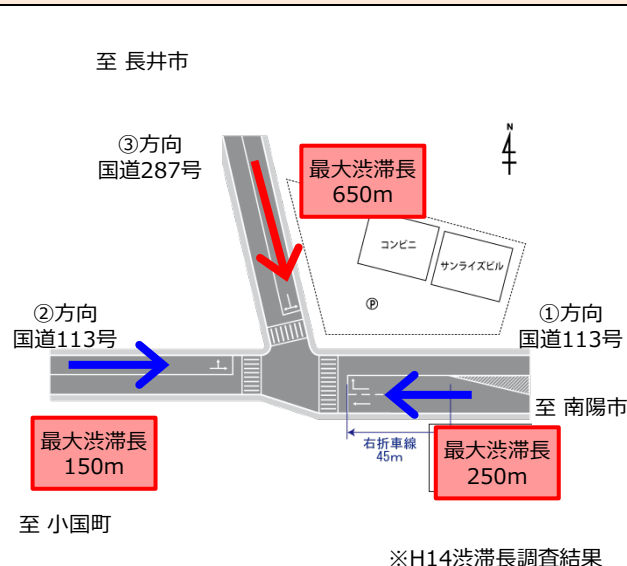 至 長井市
N
③方向
国道287号
最大渋滞長
650m
コンビニ
サンライズビル
Ⓟ
②方向
国道113号
①方向
国道113号
至 南陽市
右折車線
45m
最大渋滞長
150m
最大渋滞長
250m
至 小国町
※H14渋滞長調査結果